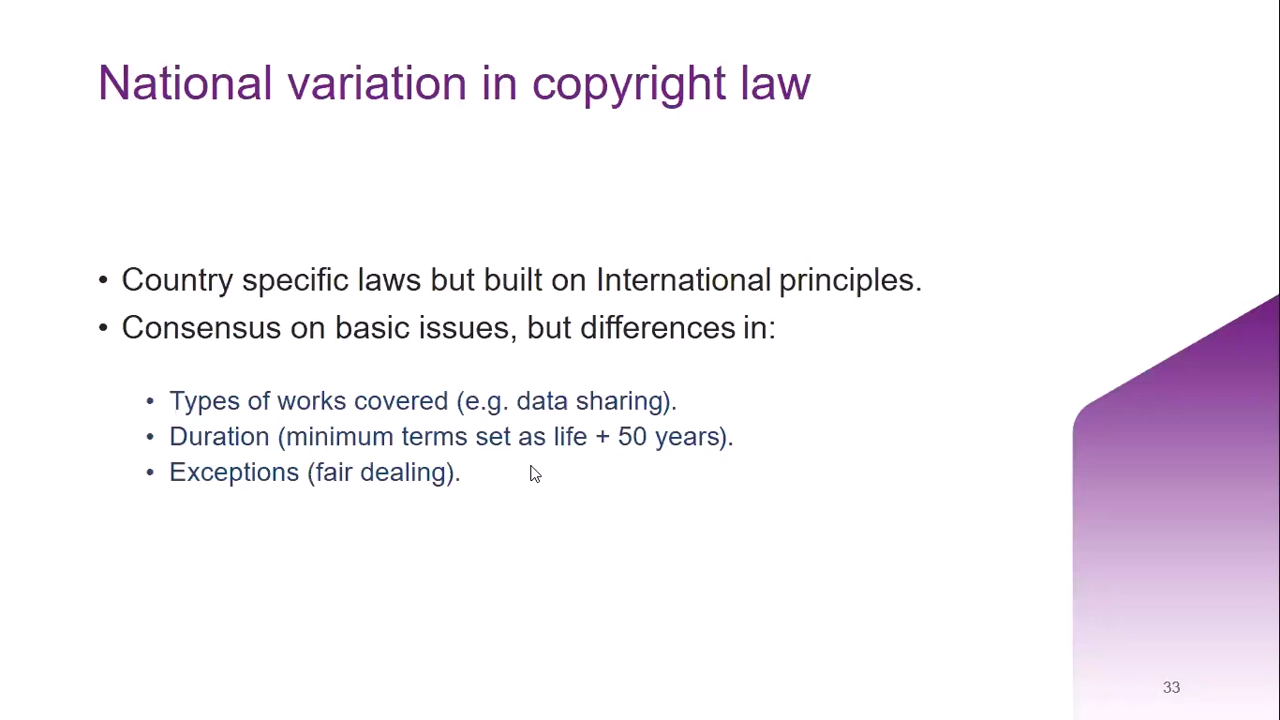 National variation in copyright law
• Country specific laws but built on International principles.
• Consensus on basic issues, but differences in:
• Types of works covered (e.g. data sharing).
• Duration (minimum terms set as life + 50 years).
• Exceptions (fair dealing).
33